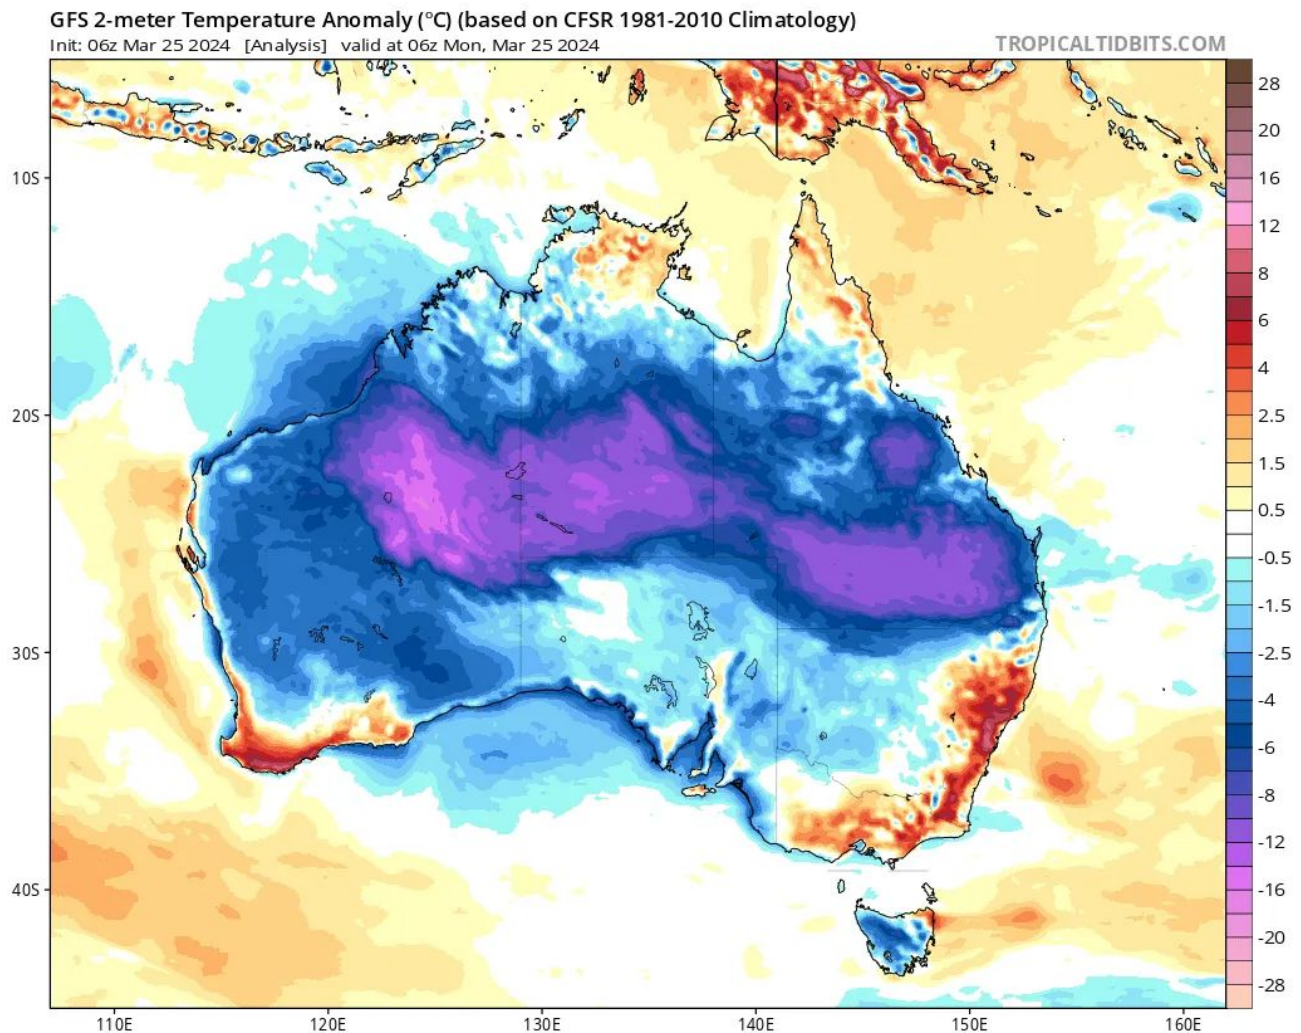 GFS 2-meter Temperature Anomaly (°C) (based on CFSR 1981-2010 Climatology)
Init: 06z Mar 25 2024 [Analysis] valid at 06z Mon, Mar 25 2024
TROPICALTIDBITS.COM
10S
20S
30S
40S
110E
120E
130E
140E
150E
160E
28
20
16
12
8
6
4
2.5
1.5
0.5
-0.5
-1.5
-2.5
-4
-6
-8
-12
-16
-20
-28